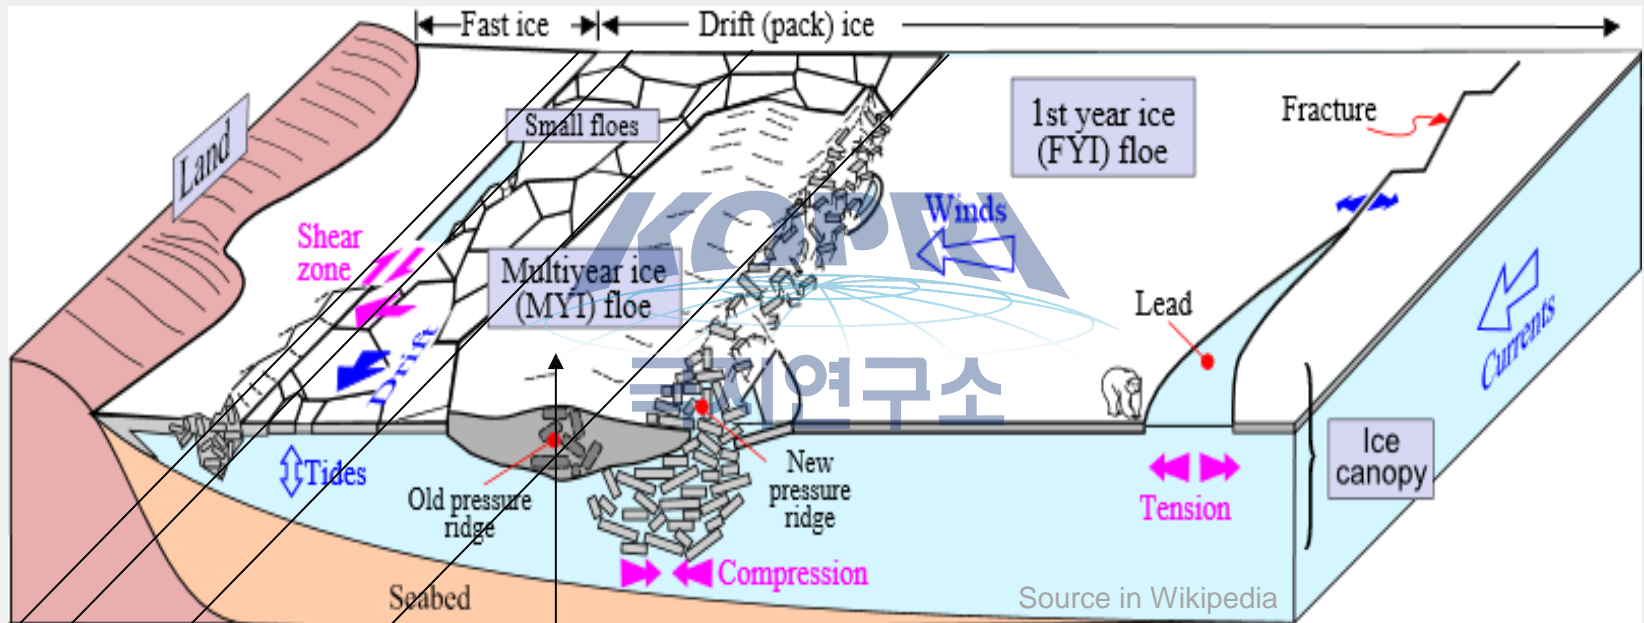 Fast ice
Drift (pack) ice
Land
Small floes
1st year ice
(FYI) floe
Fracture
Shear
zone
Multiyear ice
(MYI) floe
KOPRI
Winds
Drift
Lead
Currents
극지연구소
Tides
Old pressure
ridge
New
pressure
ridge
Tension
Ice
canopy
Compression
Seabed
Source in Wikipedia